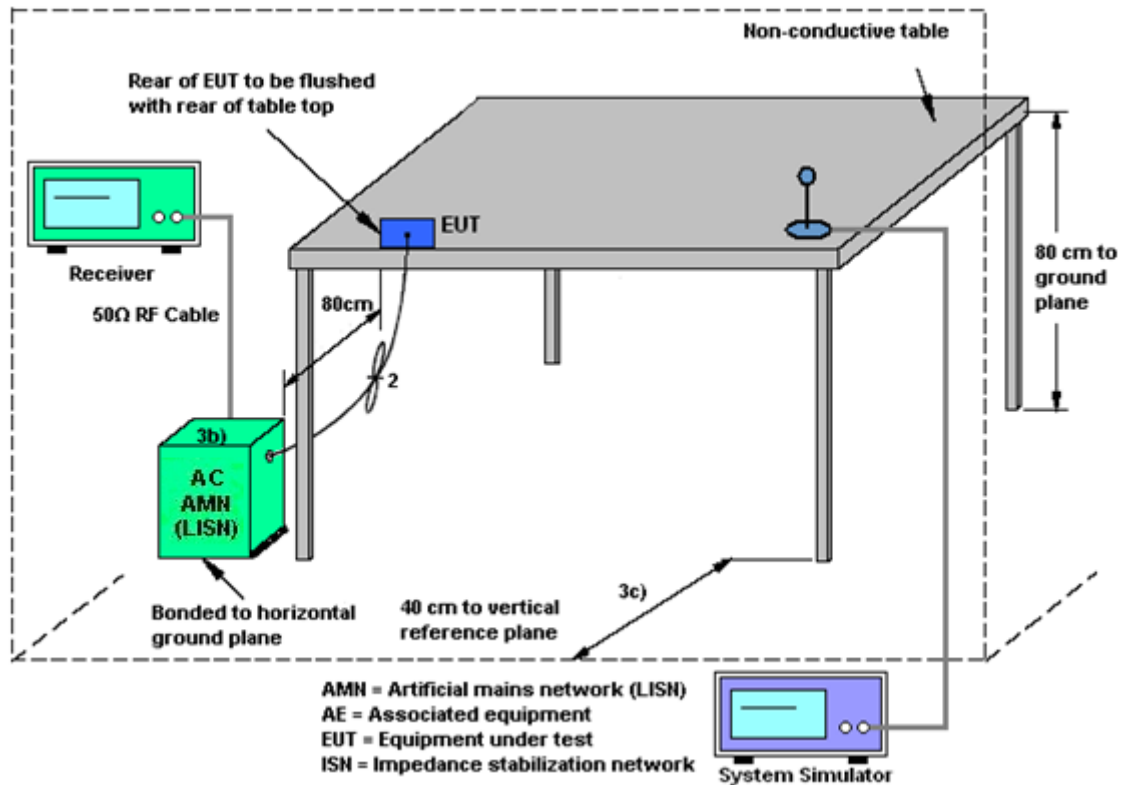 Non-conductive table
Rear of EUT to be flushed
with rear of table top
EUT
Receiver
80cm
80 cm to
ground
plane
50Ω RF Cable
2
3b)
AC
AMN
(LISN)
3c)
Bonded to horizontal
ground plane
40 cm to vertical
reference plane
AMN = Artificial mains network (LISN)
AE = Associated equipment
EUT = Equipment under test
ISN = Impedance stabilization network
System Simulator